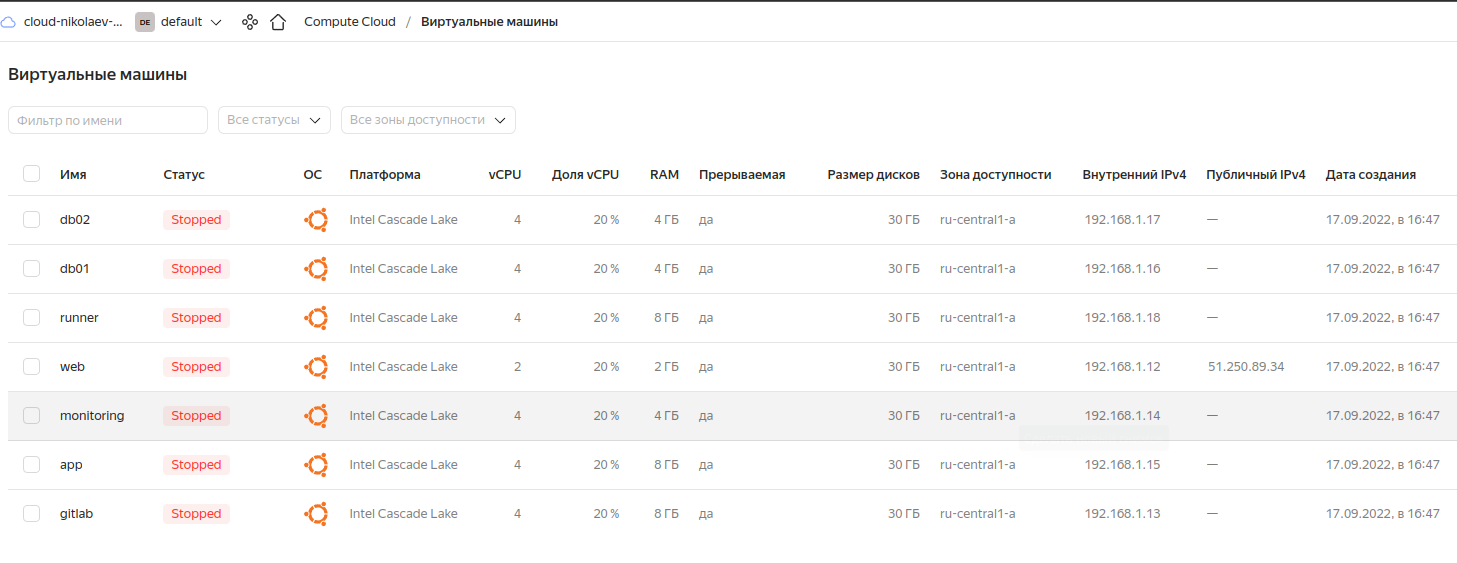 cloud-nikolaev-... DE default Compute Cloud / Виртуальные машины
Виртуальные машины
Фильтр по имени Все статусы Все зоны доступности
Имя Статус ОС Платформа vCPU Доля vCPU RAM Прерываемая Размер дисков Зона доступности Внутренний IPv4 Публичный IPv4 Дата создания
db02 Stopped Intel Cascade Lake 4 20 % 4 ГБ да 30 ГБ ru-central1-a 192.168.1.17 — 17.09.2022, в 16:47
db01 Stopped Intel Cascade Lake 4 20 % 4 ГБ да 30 ГБ ru-central1-a 192.168.1.16 — 17.09.2022, в 16:47
runner Stopped Intel Cascade Lake 4 20 % 8 ГБ да 30 ГБ ru-central1-a 192.168.1.18 — 17.09.2022, в 16:47
web Stopped Intel Cascade Lake 2 20 % 2 ГБ да 30 ГБ ru-central1-a 192.168.1.12 51.250.89.34 17.09.2022, в 16:47
monitoring Stopped Intel Cascade Lake 4 20 % 4 ГБ да 30 ГБ ru-central1-a 192.168.1.14 — 17.09.2022, в 16:47
app Stopped Intel Cascade Lake 4 20 % 8 ГБ да 30 ГБ ru-central1-a 192.168.1.15 — 17.09.2022, в 16:47
gitlab Stopped Intel Cascade Lake 4 20 % 8 ГБ да 30 ГБ ru-central1-a 192.168.1.13 — 17.09.2022, в 16:47